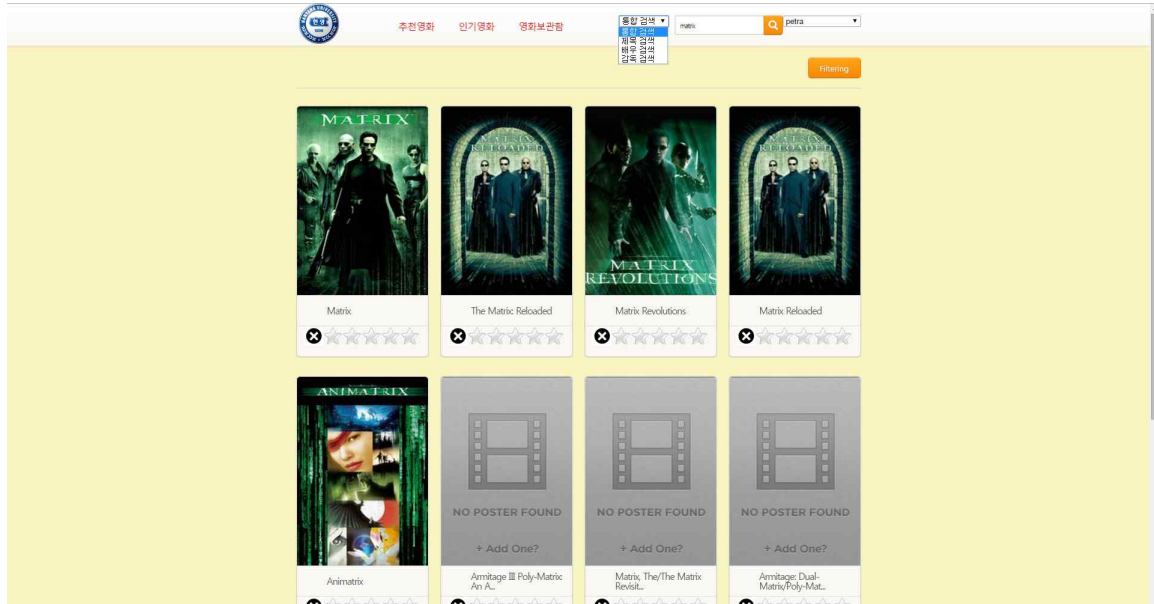 추천영화
인기영화
영화보관함
통합 검색
matrix
petra
통합 검색
제목 검색
배우 검색
감독 검색
Filtering
MATRIX
MATRIX
RELOADED
MATRIX
REVOLUTIONS
MATRIX
RELOADED
Matrix
The Matrix Reloaded
Matrix Revolutions
Matrix Reloaded
ANIMATRIX
NO POSTER FOUND
+ Add One?
NO POSTER FOUND
+ Add One?
NO POSTER FOUND
+ Add One?
Animatrix
Armitage III Poly-Matrix:
An A...
Matrix, The/The Matrix
Revisit...
Armitage: Dual-
Matrix/Poly-Mat...